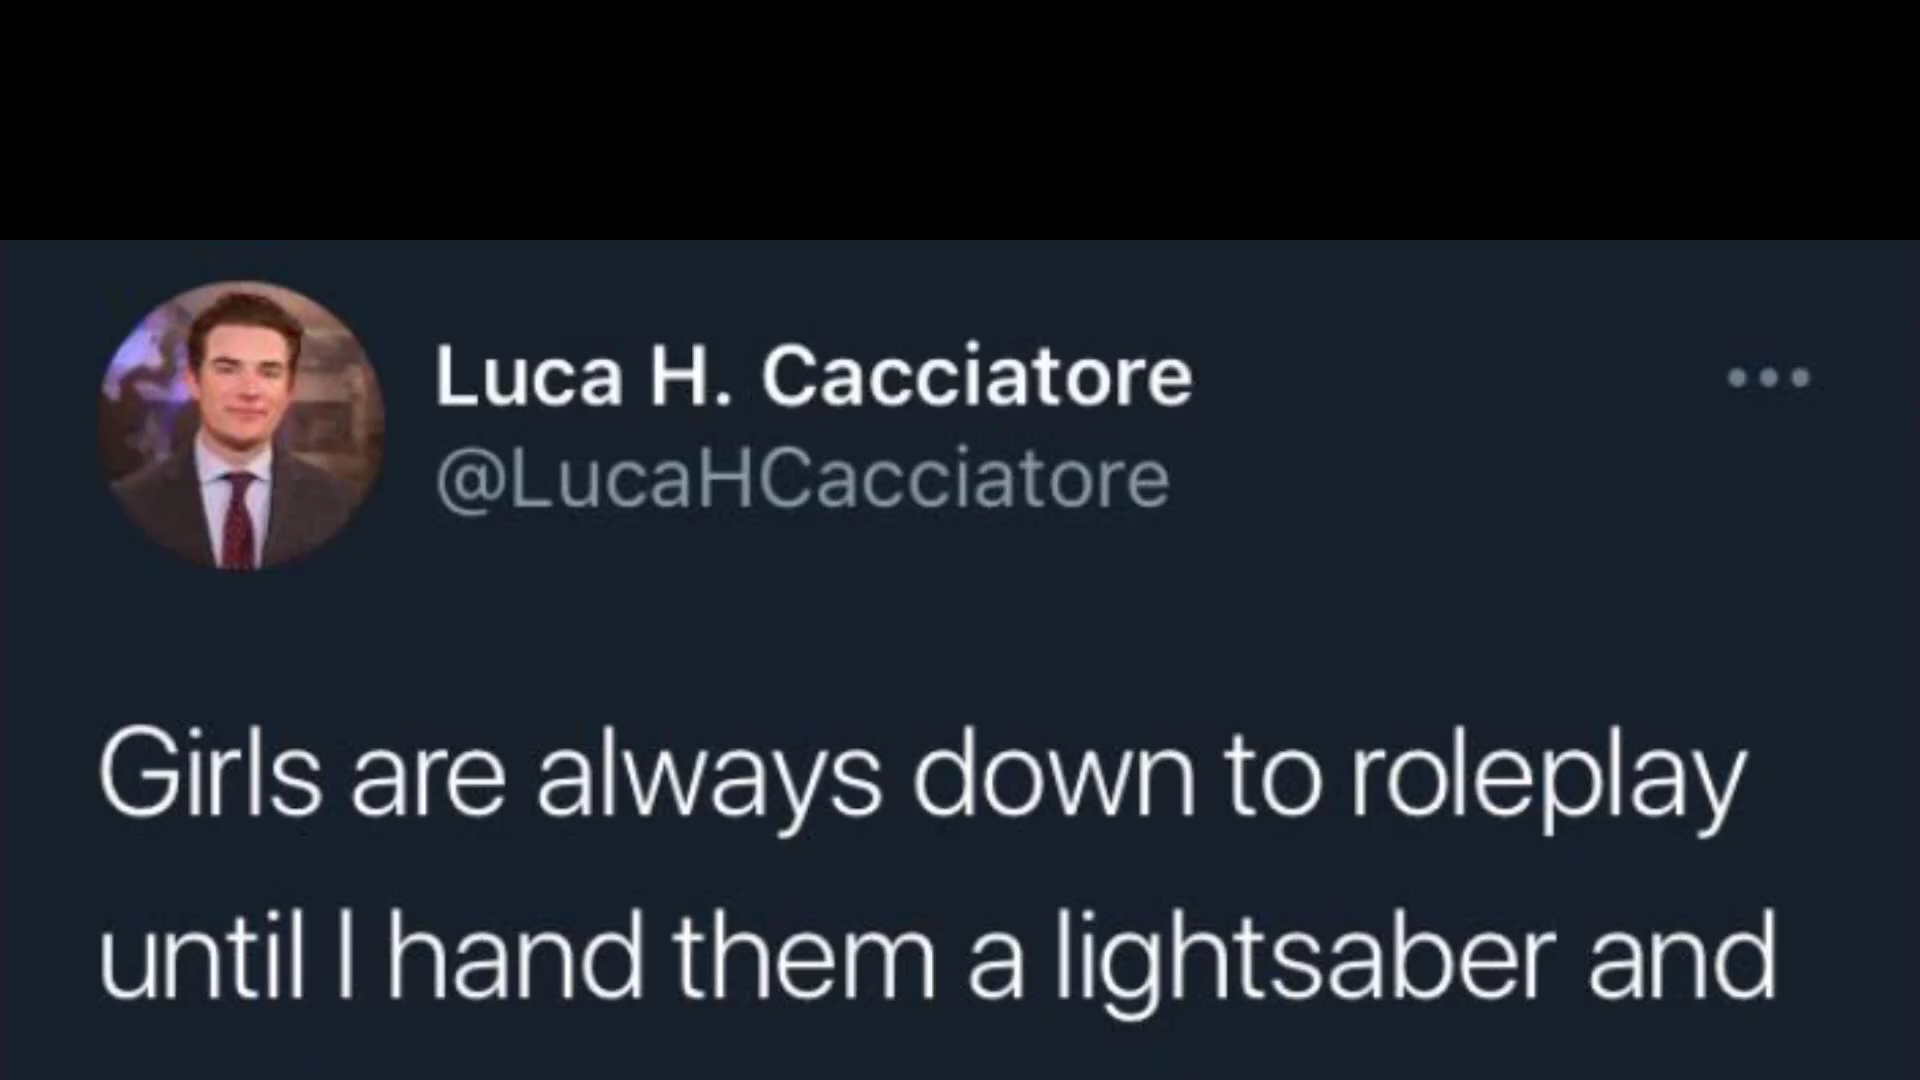 Luca H. Cacciatore
@LucaHCacciatore
Girls are always down to roleplay
until I hand them a lightsaber and